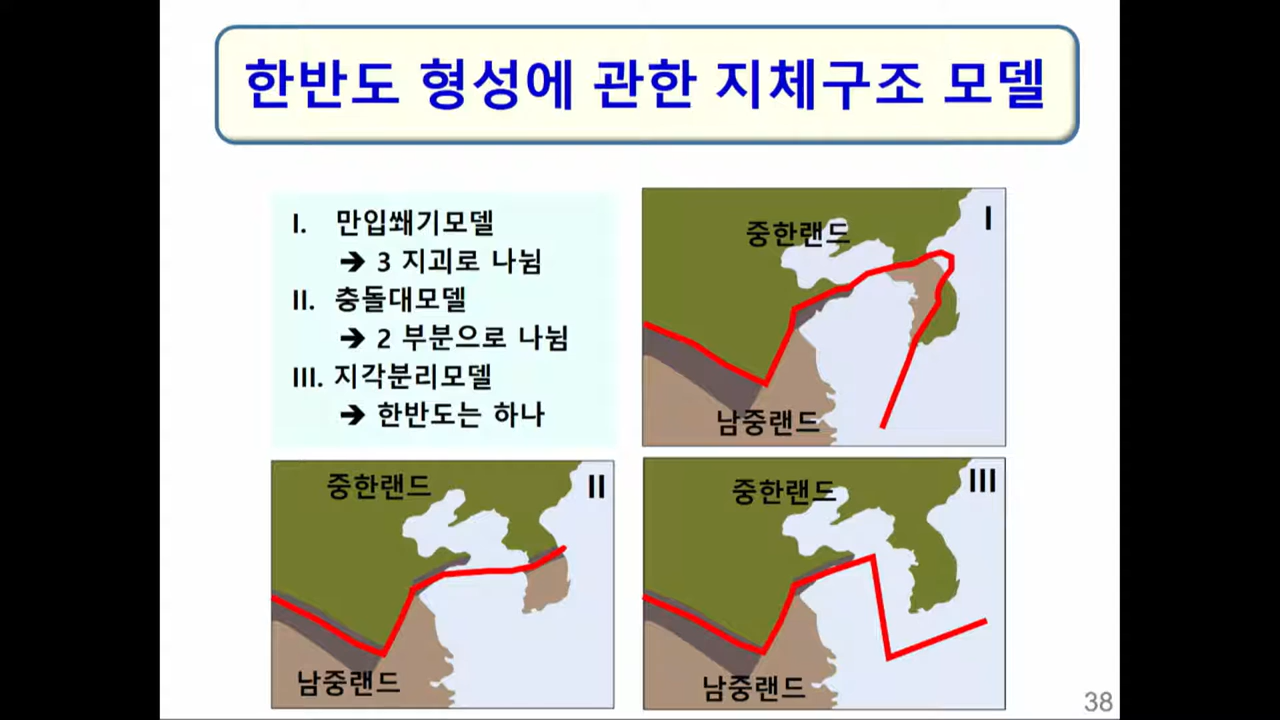 한반도 형성에 관한 지체구조 모델
I. 만입쐐기모델
➔ 3 지괴로 나뉨
II. 충돌대모델
➔ 2 부분으로 나뉨
III. 지각분리모델
➔ 한반도는 하나
I
중한랜드
남중랜드
II
중한랜드
남중랜드
III
중한랜드
남중랜드
38